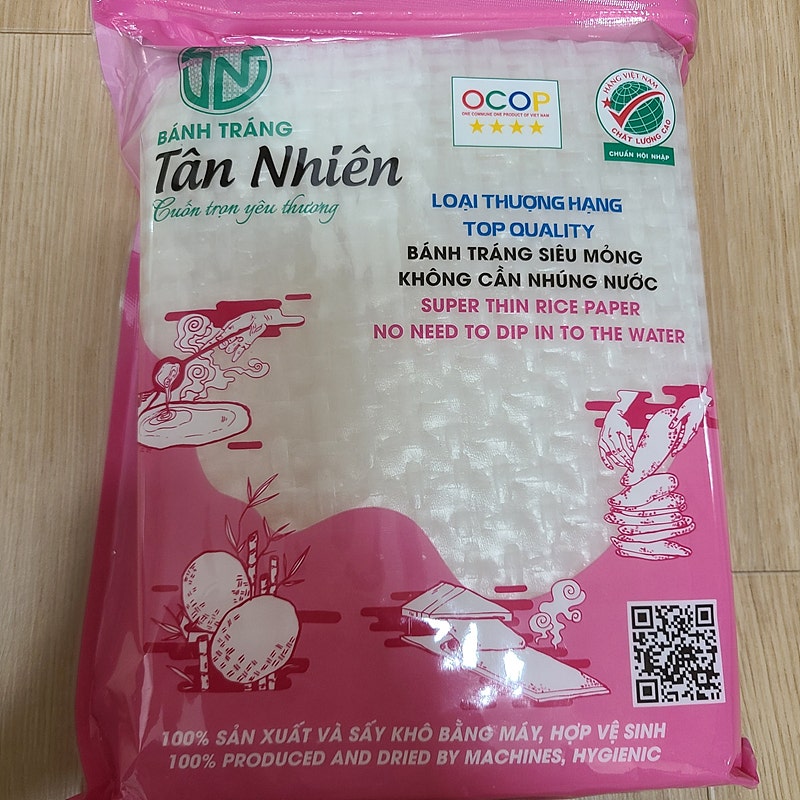 TN
BÁNH TRÁNG
Tân Nhiên
Cuốn trọn yêu thương
OCOP
ONE COMMUNE ONE PRODUCT OF VIET NAM
HÀNG VIỆT NAM
CHẤT LƯỢNG CAO
CHUẨN HỘI NHẬP
LOẠI THƯỢNG HẠNG
TOP QUALITY
BÁNH TRÁNG SIÊU MỎNG
KHÔNG CẦN NHÚNG NƯỚC
SUPER THIN RICE PAPER
NO NEED TO DIP IN TO THE WATER
100% SẢN XUẤT VÀ SẤY KHÔ BẰNG MÁY, HỢP VỆ SINH
100% PRODUCED AND DRIED BY MACHINES, HYGIENIC